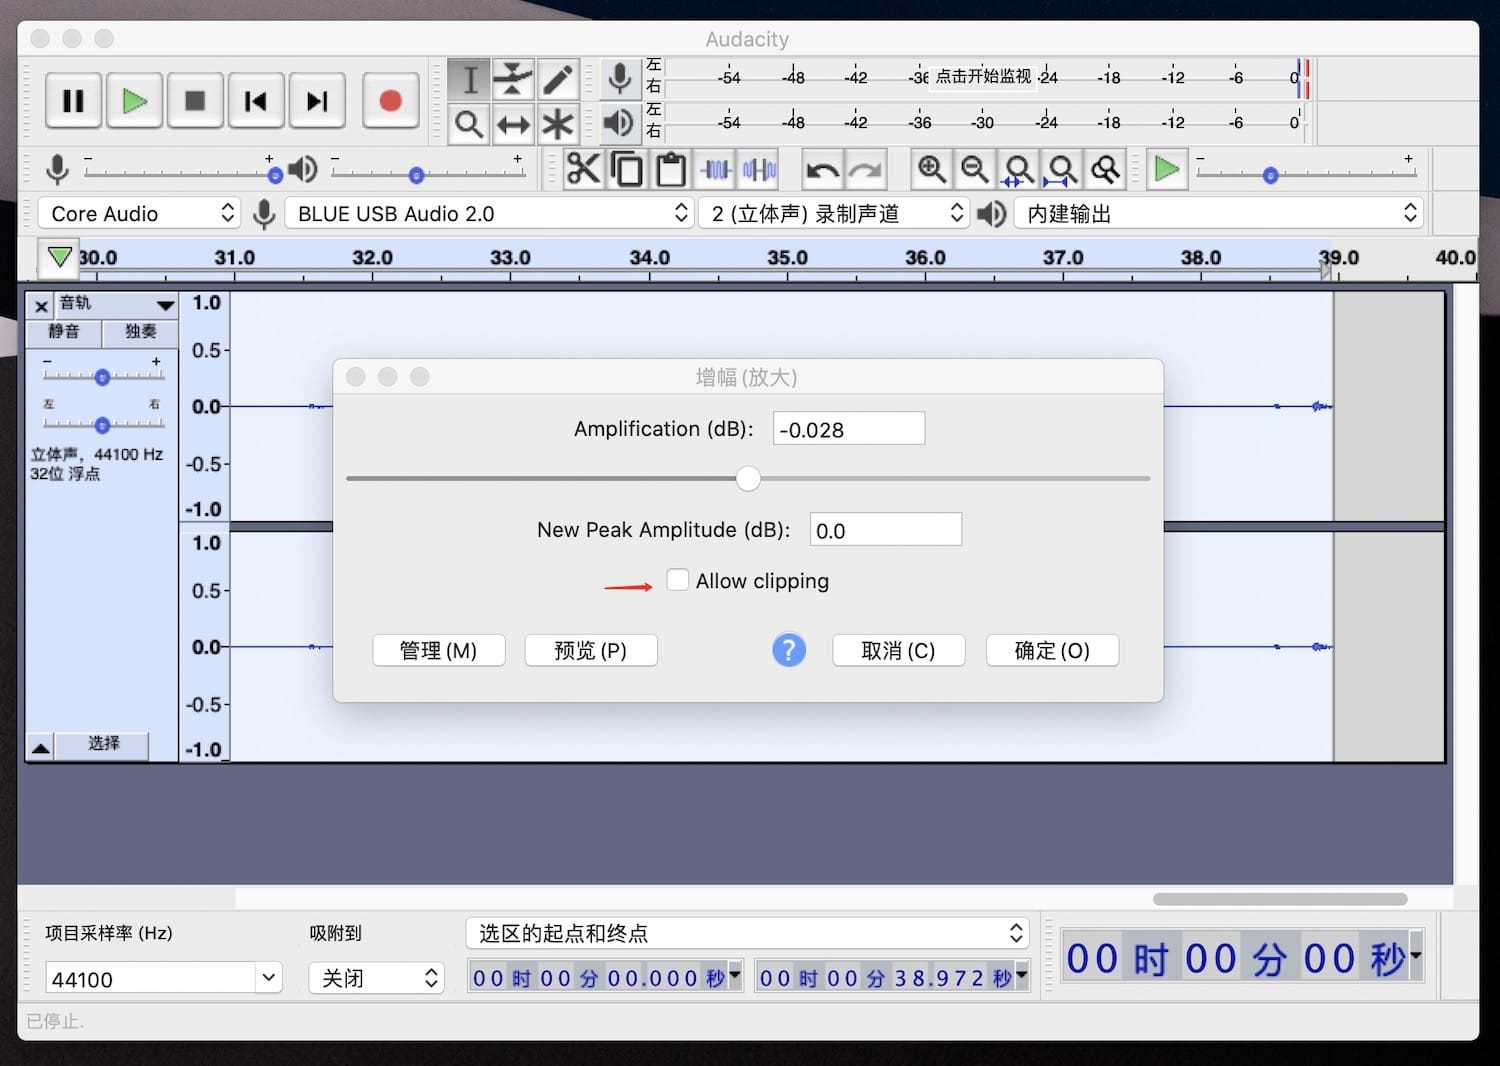 Audacity
左
右
-54 -48 -42 -36 点击开始监视 -24 -18 -12 -6 0
左
右
-54 -48 -42 -36 -30 -24 -18 -12 -6 0
- + - + - +
Core Audio BLUE USB Audio 2.0 2 (立体声) 录制声道 内建输出
30.0 31.0 32.0 33.0 34.0 35.0 36.0 37.0 38.0 39.0 40.0
音轨
静音 独奏
- +
左 右
立体声, 44100 Hz
32位 浮点
选择
1.0
0.5
0.0
-0.5
-1.0
1.0
0.5
0.0
-0.5
-1.0
增幅 (放大)
Amplification (dB): -0.028
New Peak Amplitude (dB): 0.0
Allow clipping
管理 (M) 预览 (P) ? 取消 (C) 确定 (O)
项目采样率 (Hz) 吸附到 选区的起点和终点
44100 关闭 00 时 00 分 00.000 秒 00 时 00 分 38.972 秒
00 时 00 分 00 秒
已停止.